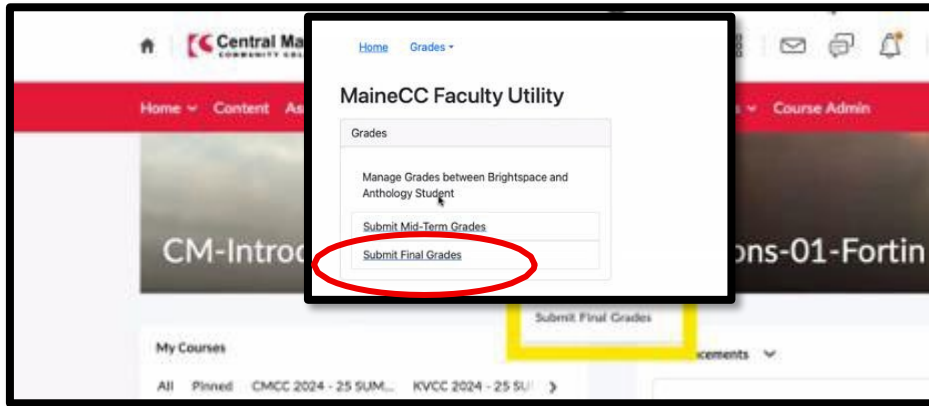 Central Ma
COMMUNITY COL
Home Content As
Course Admin
CM-Introd
ons-01-Fortin
Home Grades
MaineCC Faculty Utility
Grades
Manage Grades between Brightspace and
Anthology Student
Submit Mid-Term Grades
Submit Final Grades
Submit Final Grades
My Courses
cements
All Pinned CMCC 2024 - 25 SUM... KVCC 2024 - 25 SU